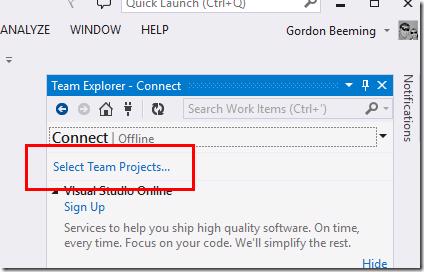 Quick Launch (Ctrl+Q)
ANALYZE WINDOW HELP Gordon Beeming
Team Explorer - Connect
Search Work Items (Ctrl+')
Connect | Offline
Select Team Projects...
Visual Studio Online
Sign Up
Services to help you ship high quality software. On time,
every time. Focus on your code. We'll simplify the rest.
Hide
Notifications